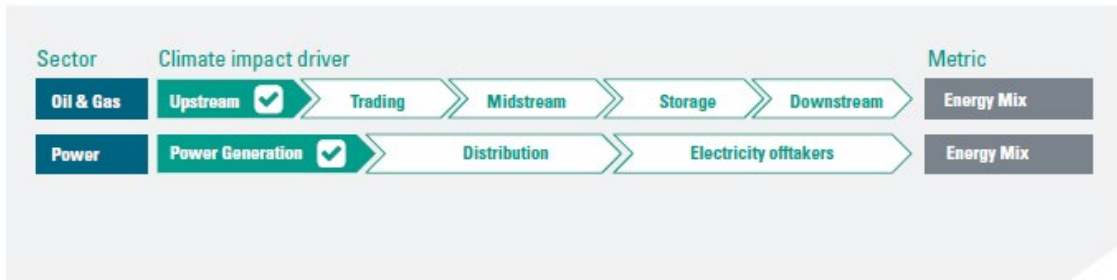 Sector Climate impact driver Metric
Oil & Gas Upstream Trading Midstream Storage Downstream Energy Mix
Power Power Generation Distribution Electricity offtakers Energy Mix